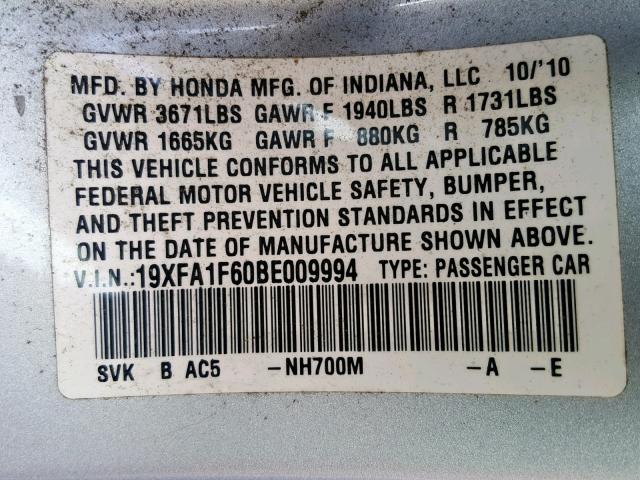 MFD. BY HONDA MFG. OF INDIANA, LLC 10/'10
GVWR 3671LBS GAWR F 1940LBS R 1731LBS
GVWR 1665KG GAWR F 880KG R 785KG
THIS VEHICLE CONFORMS TO ALL APPLICABLE
FEDERAL MOTOR VEHICLE SAFETY, BUMPER,
AND THEFT PREVENTION STANDARDS IN EFFECT
ON THE DATE OF MANUFACTURE SHOWN ABOVE.
V.I.N.:19XFA1F60BE009994 TYPE: PASSENGER CAR
SVK B AC5 -NH700M -A -E